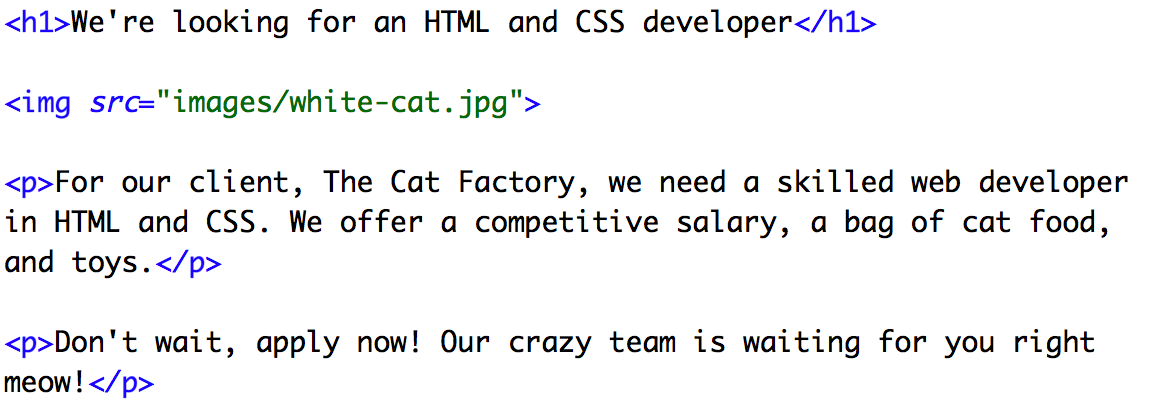 <h1>We're looking for an HTML and CSS developer</h1>
<img src="images/white-cat.jpg">
<p>For our client, The Cat Factory, we need a skilled web developer
in HTML and CSS. We offer a competitive salary, a bag of cat food,
and toys.</p>
<p>Don't wait, apply now! Our crazy team is waiting for you right
meow!</p>